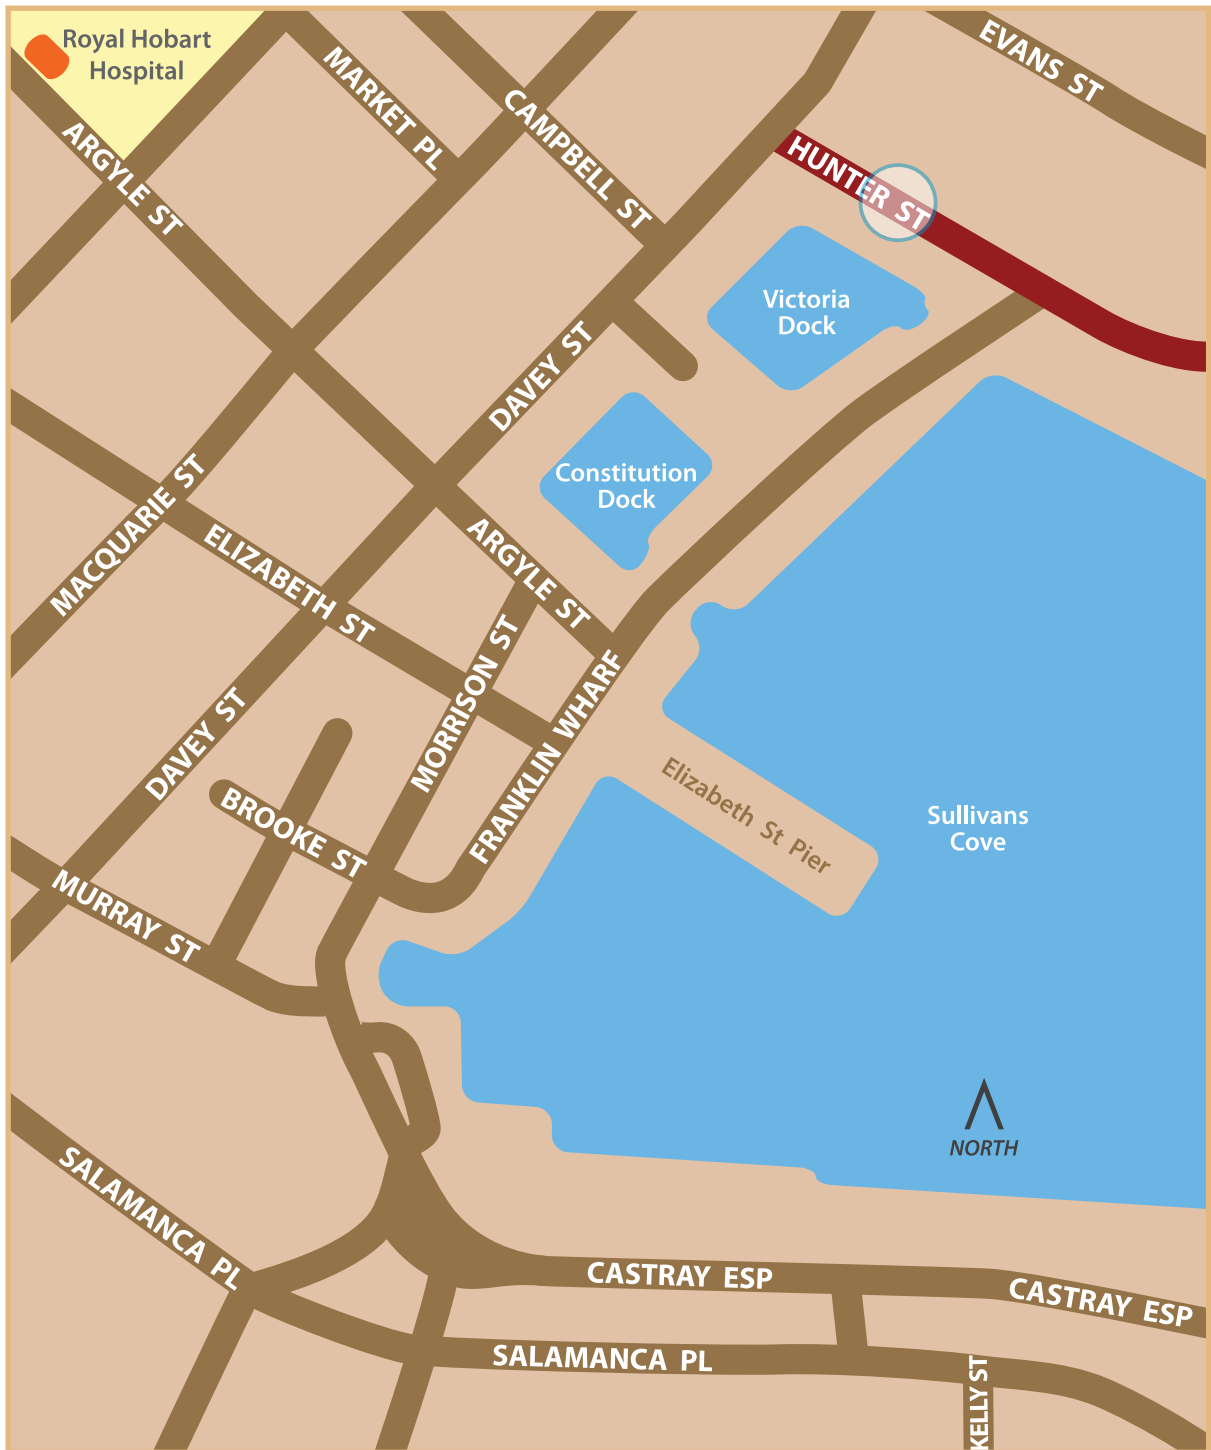 Royal Hobart
Hospital
EVANS ST
MARKET PL
CAMPBELL ST
ARGYLE ST
HUNTER ST
Victoria
Dock
DAVEY ST
Constitution
Dock
MACQUARIE ST
ELIZABETH ST
ARGYLE ST
MORRISON ST
FRANKLIN WHARF
DAVEY ST
BROOKE ST
Elizabeth St Pier
Sullivans
Cove
MURRAY ST
NORTH
SALAMANCA PL
CASTRAY ESP
CASTRAY ESP
SALAMANCA PL
KELLY ST